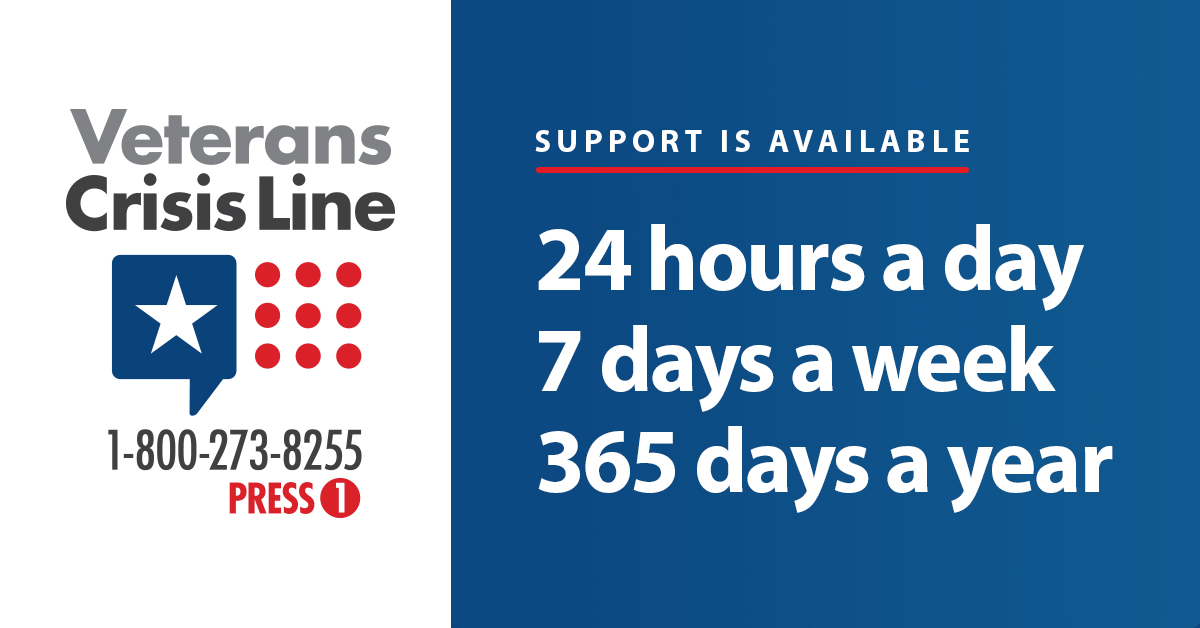 Veterans
Crisis Line
1-800-273-8255
PRESS 1
SUPPORT IS AVAILABLE
24 hours a day
7 days a week
365 days a year